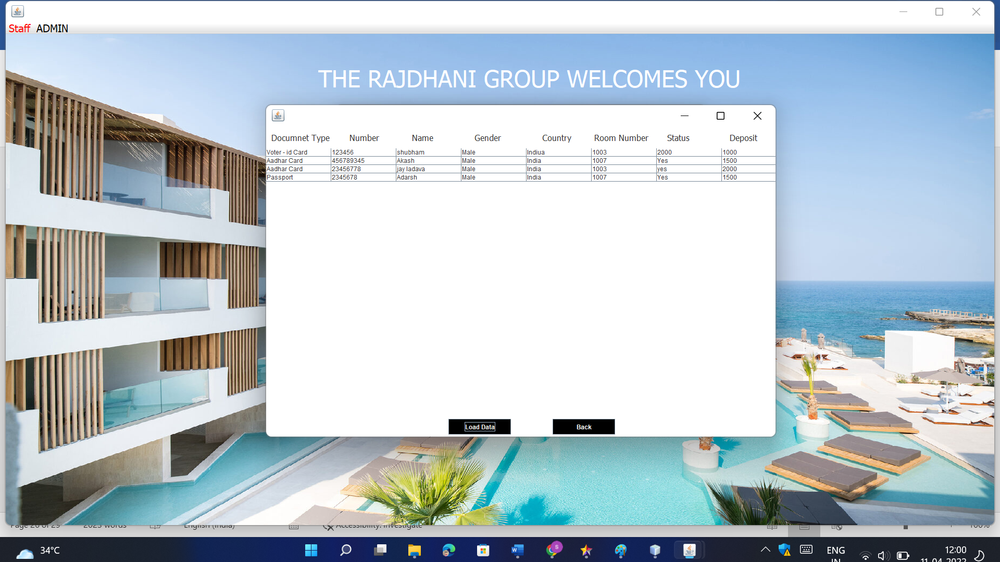 Staff ADMIN
THE RAJDHANI GROUP WELCOMES YOU
Documnet Type Number Name Gender Country Room Number Status Deposit
Voter - id Card 123456 shubham Male Indiua 1003 2000 1000
Aadhar Card 456789345 Akash Male India 1007 Yes 1500
Aadhar Card 23456778 jay ladava Male India 1003 yes 2000
Passport 2345678 Adarsh Male India 1007 Yes 1500
Load Data Back
Page 26 of 29 2023 words English (India) Accessibility: Investigate 100%
34°C ENG 12:00
IN 11-04-2022